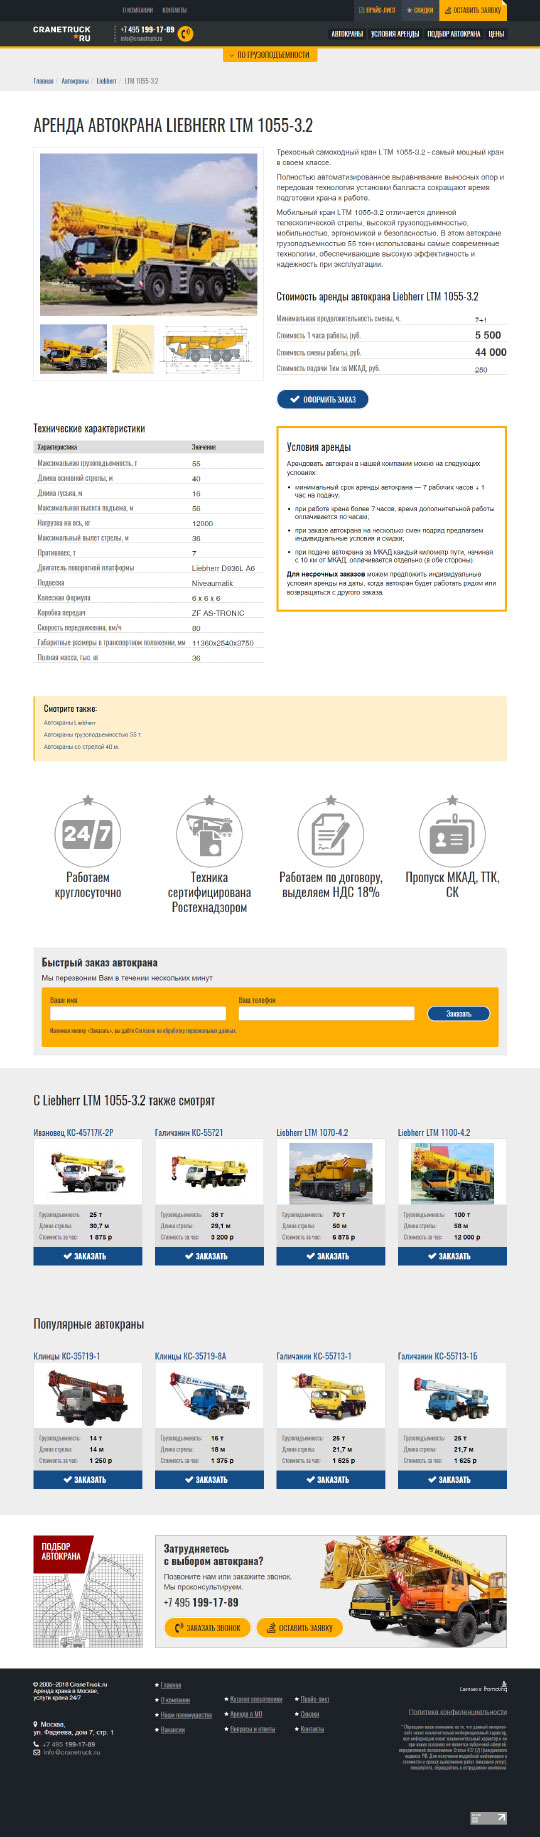 О КОМПАНИИ КОНТАКТЫ
ПРАЙС-ЛИСТ СКИДКИ ОСТАВИТЬ ЗАЯВКУ
CRANETRUCK RU
+7 495 199-17-89
info@cranetruck.ru
АВТОКРАНЫ УСЛОВИЯ АРЕНДЫ ПОДБОР АВТОКРАНА ЦЕНЫ
ПО ГРУЗОПОДЪЕМНОСТИ
Главная / Автокраны / Liebherr / LTM 1055-3.2
АРЕНДА АВТОКРАНА LIEBHERR LTM 1055-3.2
Трехосный самоходный кран LTM 1055-3.2 - самый мощный кран
в своем классе.
Полностью автоматизированное выравнивание выносных опор и
передовая технология установки балласта сокращают время
подготовки крана к работе.
Мобильный кран LTM 1055-3.2 отличается длинной
телескопической стрелы, высокой грузоподъемностью,
мобильностью, эргономикой и безопасностью. В этом автокране
грузоподъемностью 55 тонн использованы самые современные
технологии, обеспечивающие высокую эффективность и
надежность при эксплуатации.
Стоимость аренды автокрана Liebherr LTM 1055-3.2
Минимальная продолжительность смены, ч. 7+1
Стоимость 1 часа работы, руб. 5 500
Стоимость смены работы, руб. 44 000
Стоимость подачи 1км за МКАД, руб. 250
ОФОРМИТЬ ЗАКАЗ
Технические характеристики
Характеристика Значение
Максимальная грузоподъемность, т 55
Длина основной стрелы, м 40
Длина гуська, м 16
Максимальная высота подъема, м 56
Нагрузка на ось, кг 12000
Максимальный вылет стрелы, м 36
Противовес, т 7
Двигатель поворотной платформы Liebherr D936L A6
Подвеска Niveaumatik
Колесная формула 6 x 6 x 6
Коробка передач ZF AS-TRONIC
Скорость передвижения, км/ч 80
Габаритные размеры в транспортном положении, мм 11360x2540x3750
Полная масса, тыс. кг 36
Условия аренды
Арендовать автокран в нашей компании можно на следующих
условиях:
минимальный срок аренды автокрана — 7 рабочих часов + 1
час на подачу;
при работе крана более 7 часов, время дополнительной работы
оплачивается по часам;
при заказе автокрана на несколько смен подряд предлагаем
индивидуальные условия и скидки;
при подаче автокрана за МКАД каждый километр пути, начиная
с 10 км от МКАД, оплачивается отдельно (в обе стороны)
Для несрочных заказов можем предложить индивидуальные
условия аренды на даты, когда автокран будет работать рядом или
возвращаться с другого заказа.
Смотрите также:
Автокраны Liebherr
Автокраны грузоподъемностью 55 т.
Автокраны со стрелой 40 м.
24/7
Работаем
круглосуточно
Техника
сертифицирована
Ростехнадзором
Работаем по договору,
выделяем НДС 18%
Пропуск МКАД, ТТК,
СК
Быстрый заказ автокрана
Мы перезвоним Вам в течении нескольких минут
Ваше имя
Ваш телефон
Заказать
Нажимая кнопку «Заказать», вы даёте Согласие на обработку персональных данных.
С Liebherr LTM 1055-3.2 также смотрят
Ивановец КС-45717К-2Р Галичанин КС-55721 Liebherr LTM 1070-4.2 Liebherr LTM 1100-4.2
Грузоподъемность: 25 т Грузоподъемность: 36 т Грузоподъемность: 70 т Грузоподъемность: 100 т
Длина стрелы: 30,7 м Длина стрелы: 29,1 м Длина стрелы: 50 м Длина стрелы: 58 м
Стоимость за час: 1 875 р Стоимость за час: 3 200 р Стоимость за час: 6 875 р Стоимость за час: 12 000 р
ЗАКАЗАТЬ ЗАКАЗАТЬ ЗАКАЗАТЬ ЗАКАЗАТЬ
Популярные автокраны
Клинцы КС-35719-1 Клинцы КС-35719-8А Галичанин КС-55713-1 Галичанин КС-55713-1Б
Грузоподъемность: 14 т Грузоподъемность: 16 т Грузоподъемность: 25 т Грузоподъемность: 25 т
Длина стрелы: 14 м Длина стрелы: 18 м Длина стрелы: 21,7 м Длина стрелы: 21,7 м
Стоимость за час: 1 250 р Стоимость за час: 1 375 р Стоимость за час: 1 625 р Стоимость за час: 1 625 р
ЗАКАЗАТЬ ЗАКАЗАТЬ ЗАКАЗАТЬ ЗАКАЗАТЬ
ПОДБОР
АВТОКРАНА
Затрудняетесь
с выбором автокрана?
Позвоните нам или закажите звонок.
Мы проконсультируем.
+7 495 199-17-89
ЗАКАЗАТЬ ЗВОНОК ОСТАВИТЬ ЗАЯВКУ
ИВАНОВЕЦ
© 2005–2018 CraneTruck.ru
Аренда крана в Москве,
услуги крана 24/7
Москва,
ул. Фадеева, дом 7, стр. 1
+7 495 199-17-89
info@cranetruck.ru
Главная
О компании
Наши преимущества
Вакансии
Каталог спецтехники
Аренда в МО
Вопросы и ответы
Прайс-лист
Скидки
Контакты
Сделано в
Политика конфиденциальности